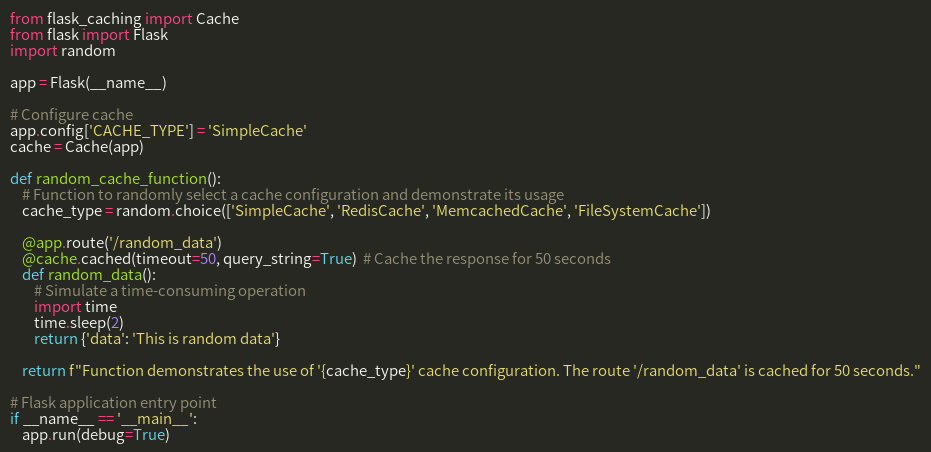 from flask_caching import Cache
from flask import Flask
import random

app = Flask(__name__)

# Configure cache
app.config['CACHE_TYPE'] = 'SimpleCache'
cache = Cache(app)

def random_cache_function():
    # Function to randomly select a cache configuration and demonstrate its usage
    cache_type = random.choice(['SimpleCache', 'RedisCache', 'MemcachedCache', 'FileSystemCache'])

    @app.route('/random_data')
    @cache.cached(timeout=50, query_string=True)  # Cache the response for 50 seconds
    def random_data():
        # Simulate a time-consuming operation
        import time
        time.sleep(2)
        return {'data': 'This is random data'}

    return f"Function demonstrates the use of '{cache_type}' cache configuration. The route '/random_data' is cached for 50 seconds."

# Flask application entry point
if __name__ == '__main__':
    app.run(debug=True)